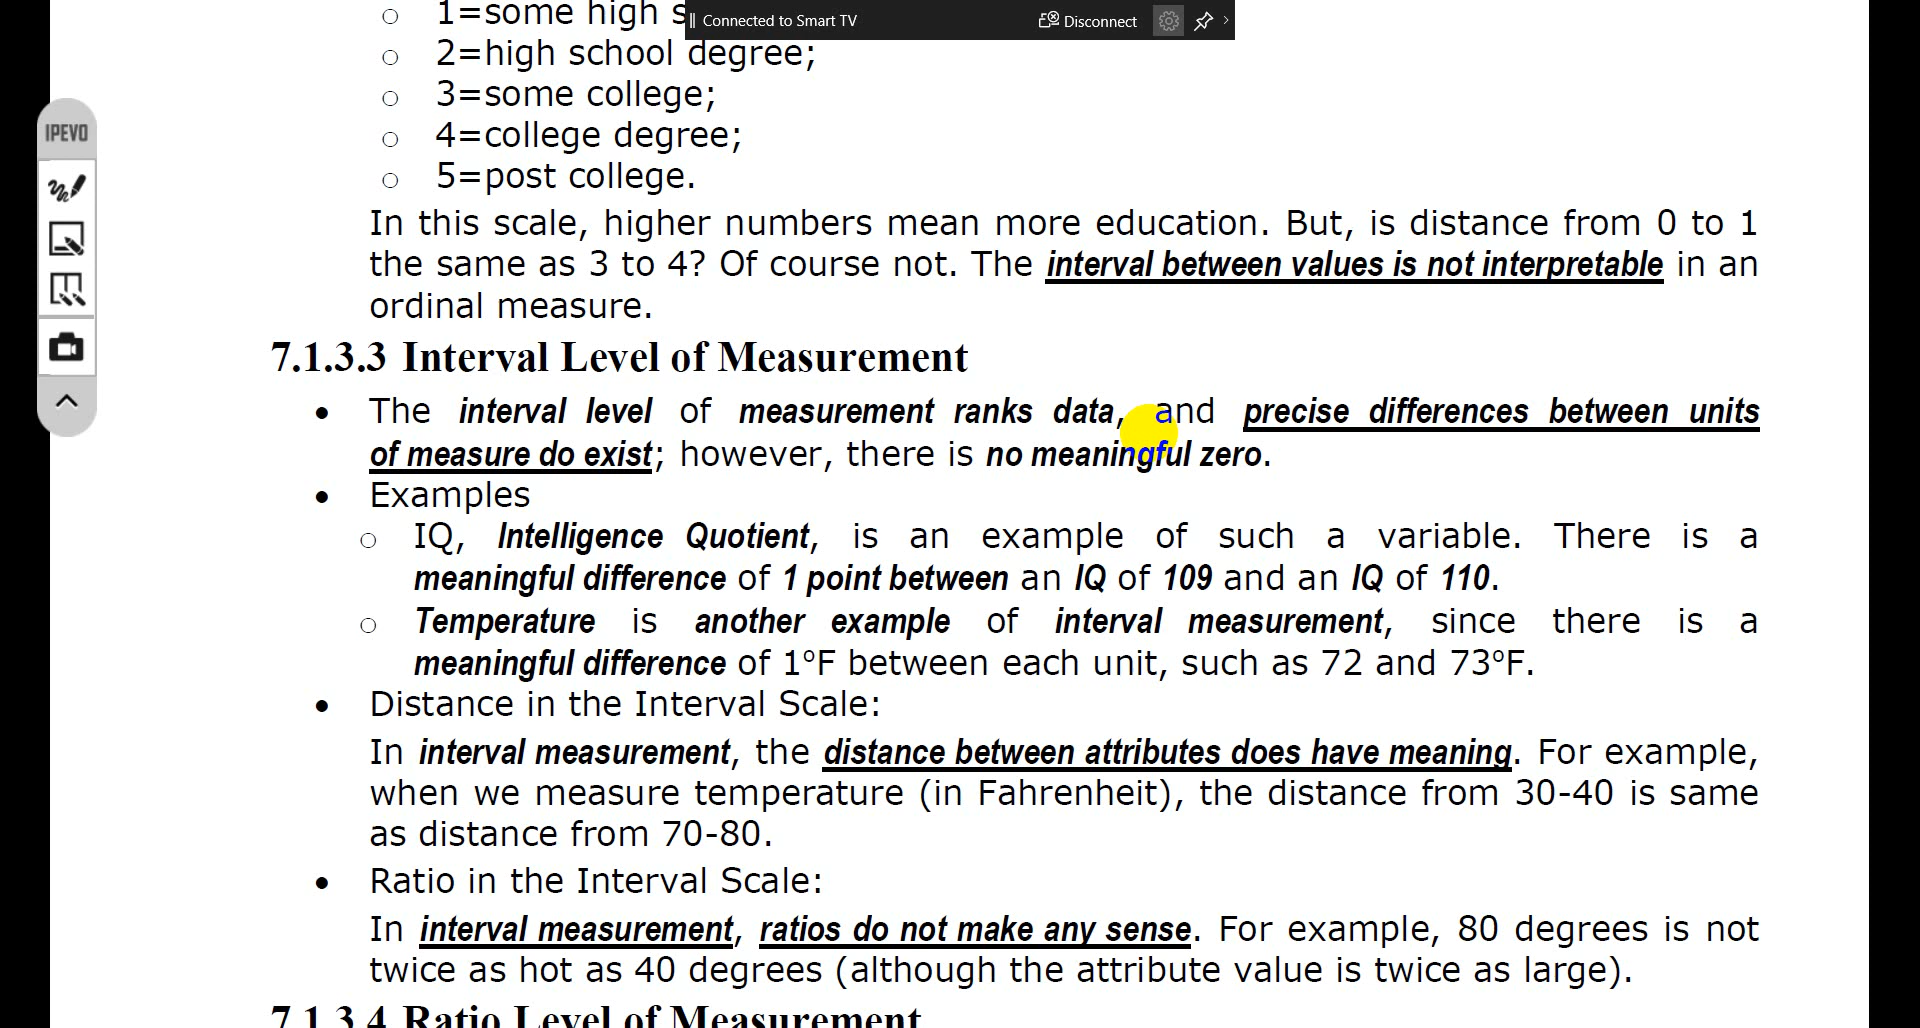 1=some high s
Connected to Smart TV
Disconnect
2=high school degree;
3=some college;
4=college degree;
5=post college.
IPEVO
In this scale, higher numbers mean more education. But, is distance from 0 to 1
the same as 3 to 4? Of course not. The interval between values is not interpretable in an
ordinal measure.
7.1.3.3 Interval Level of Measurement
• The interval level of measurement ranks data, and precise differences between units
of measure do exist; however, there is no meaningful zero.
• Examples
o IQ, Intelligence Quotient, is an example of such a variable. There is a
meaningful difference of 1 point between an IQ of 109 and an IQ of 110.
o Temperature is another example of interval measurement, since there is a
meaningful difference of 1°F between each unit, such as 72 and 73°F.
• Distance in the Interval Scale:
In interval measurement, the distance between attributes does have meaning. For example,
when we measure temperature (in Fahrenheit), the distance from 30-40 is same
as distance from 70-80.
• Ratio in the Interval Scale:
In interval measurement, ratios do not make any sense. For example, 80 degrees is not
twice as hot as 40 degrees (although the attribute value is twice as large).
7.1.3.4 Ratio Level of Measurement